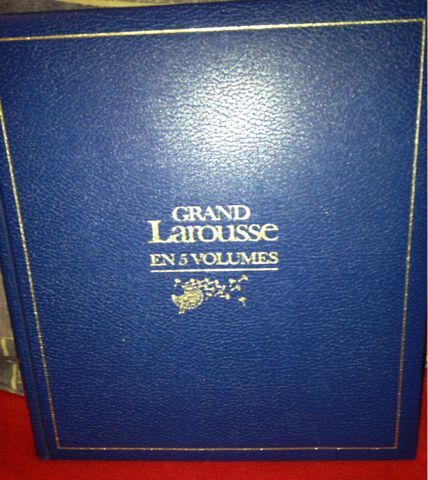 GRAND
Larousse
EN 5 VOLUMES